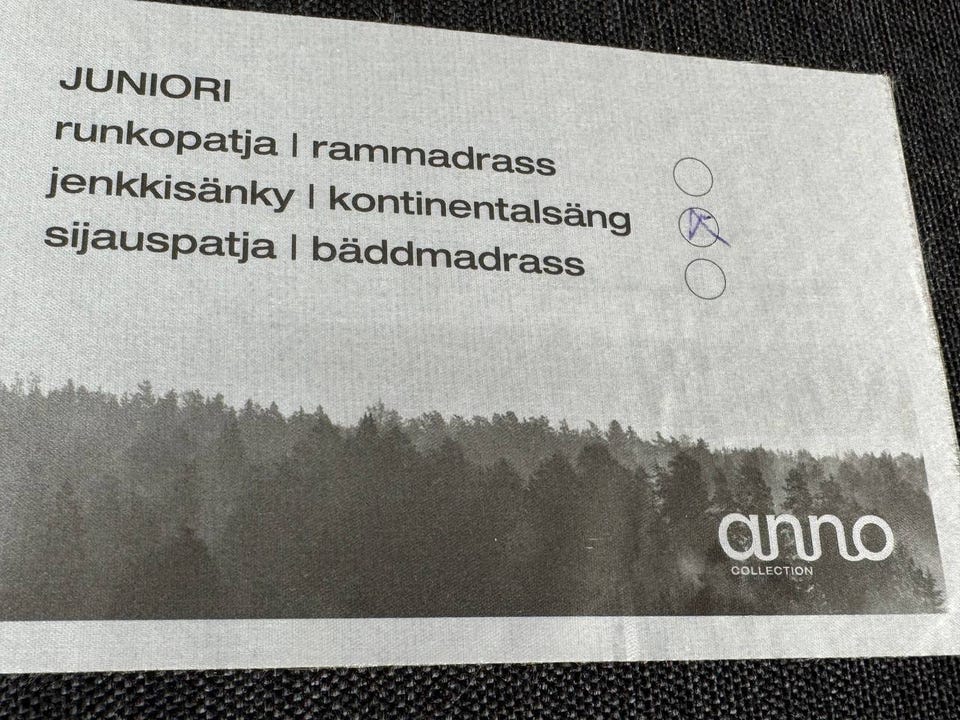 JUNIORI
runkopatja | rammadrass
jenkkisänky | kontinentalsäng
sijauspatja | bäddmadrass
anno
COLLECTION